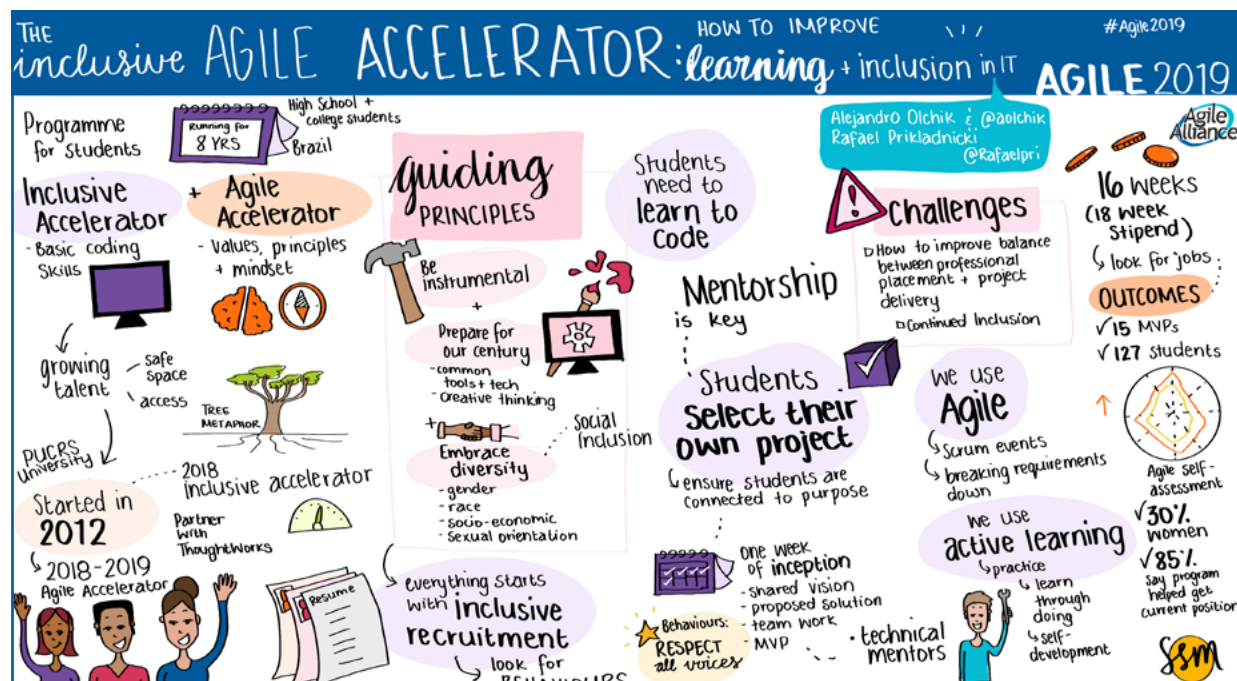 THE
inclusive AGILE ACCELERATOR:
HOW TO IMPROVE
learning + inclusion in IT
#Agile2019
AGILE 2019
Programme
for students
Running for
8 YRS
High School +
college students
Brazil
Inclusive
Accelerator
- Basic coding
skills
+
Agile
Accelerator
- Values, principles
+ mindset
growing
talent
safe
space
access
TREE
METAPHOR
PUCRS
University
Started in
2012
2018
inclusive accelerator
Partner
with
ThoughtWorks
2018-2019
Agile Accelerator
Resume
guiding
PRINCIPLES
Be
instrumental
+
Prepare for
our century
- common
tools + tech
- Creative thinking
+
Embrace
diversity
- gender
- race
- socio-economic
- Sexual orientation
Social
Inclusion
everything starts
with inclusive
recruitment
look for
BEHAVIOURS
Students
need to
learn to
Code
Mentorship
is key
Students
Select their
own project
ensure students are
connected to purpose
one week
of inception
- shared vision
- proposed solution
- team work
- MVP
Behaviours:
RESPECT
all voices
• technical
mentors
Alejandro Olchik & @aolchik
Rafael Prikladnicki
@Rafaelpri
Challenges
How to improve balance
between professional
placement + project
delivery
Continued Inclusion
we use
Agile
Scrum events
breaking requirements
down
we use
active learning
practice
learn
through
doing
self-
development
Agile
Alliance
16 weeks
(18 week
Stipend)
look for jobs
OUTCOMES
✓ 15 MVPs
✓ 127 students
Agile self-
assessment
✓ 30%
women
✓ 85%
say program
helped get
current position
SSM